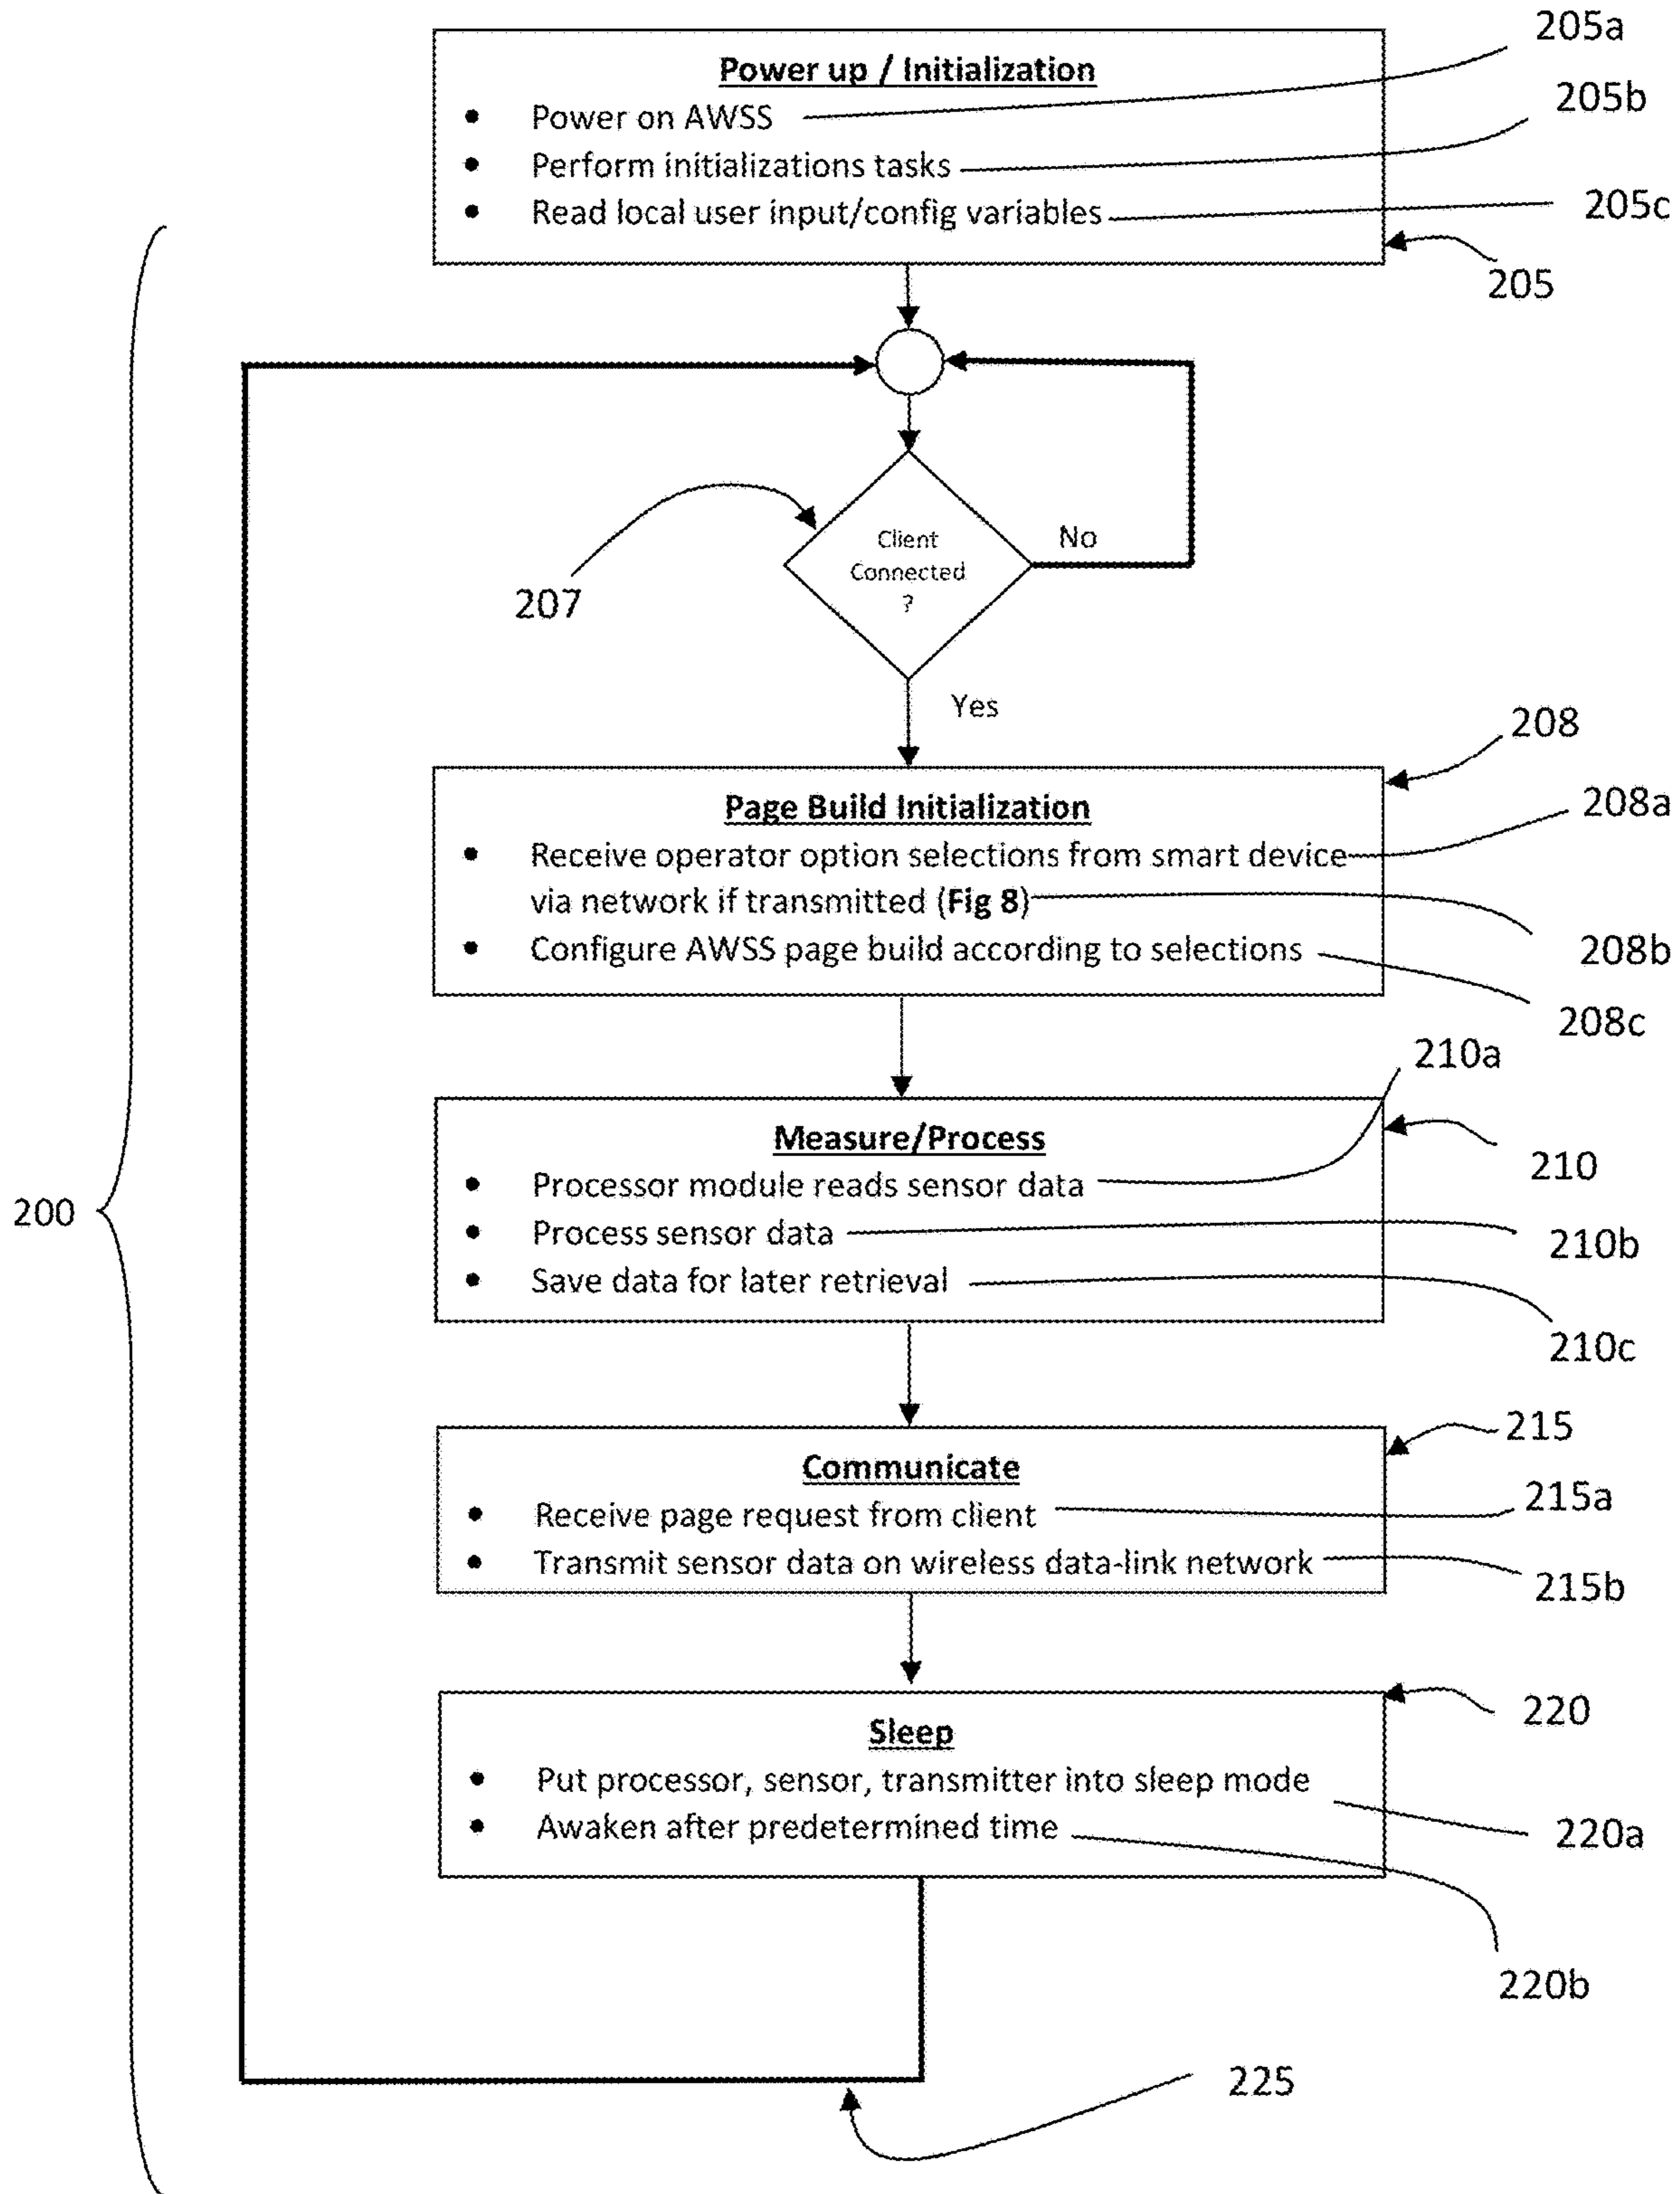 205a
Power up / Initialization
205b
• Power on AWSS
• Perform initializations tasks
205c
• Read local user input/config variables
205
Client
Connected
?
No
207
Yes
208
Page Build Initialization
208a
• Receive operator option selections from smart device
via network if transmitted (Fig 8)
208b
• Configure AWSS page build according to selections
208c
210a
Measure/Process
210
• Processor module reads sensor data
200
• Process sensor data
210b
• Save data for later retrieval
210c
215
Communicate
215a
• Receive page request from client
• Transmit sensor data on wireless data-link network
215b
220
Sleep
• Put processor, sensor, transmitter into sleep mode
• Awaken after predetermined time
220a
220b
225